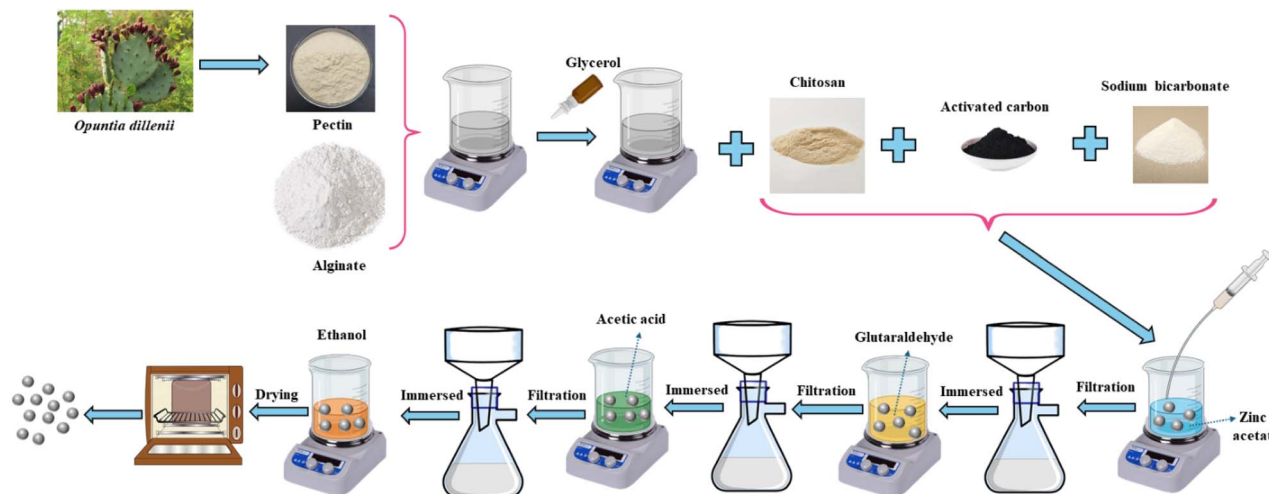 Glycerol
Chitosan
Activated carbon
Sodium bicarbonate
Opuntia dillenii
Pectin
Alginate
Ethanol
Acetic acid
Glutaraldehyde
Drying
Immersed
Filtration
Immersed
Filtration
Immersed
Filtration
Zinc
acetat